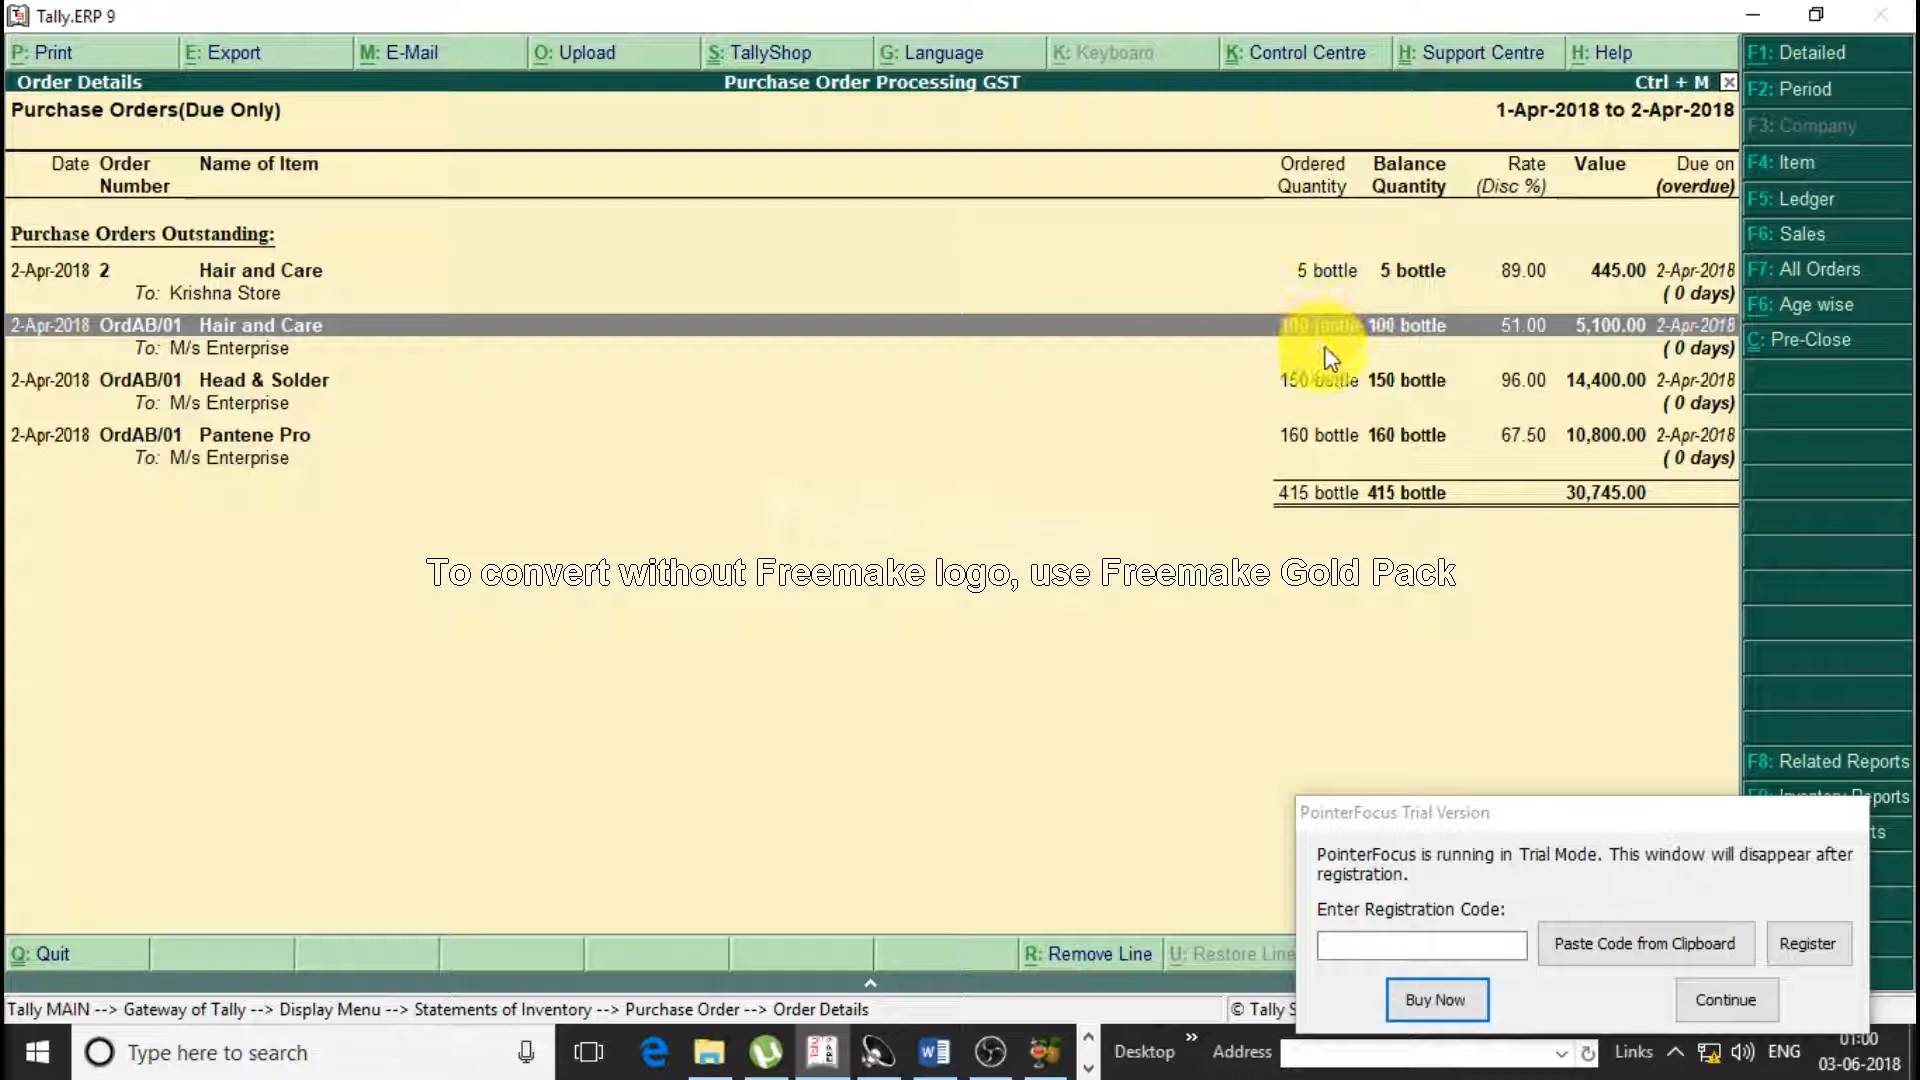 Tally.ERP 9
P: Print E: Export M: E-Mail O: Upload S: TallyShop G: Language K: Keyboard K: Control Centre H: Support Centre H: Help
Order Details Purchase Order Processing GST Ctrl + M
Purchase Orders(Due Only) 1-Apr-2018 to 2-Apr-2018
Date Order Name of Item Ordered Balance Rate Value Due on
Number Quantity Quantity (Disc %) (overdue)
Purchase Orders Outstanding:
2-Apr-2018 2 Hair and Care 5 bottle 5 bottle 89.00 445.00 2-Apr-2018
To: Krishna Store ( 0 days)
2-Apr-2018 OrdAB/01 Hair and Care 100 bottle 100 bottle 51.00 5,100.00 2-Apr-2018
To: M/s Enterprise ( 0 days)
2-Apr-2018 OrdAB/01 Head & Solder 150 bottle 150 bottle 96.00 14,400.00 2-Apr-2018
To: M/s Enterprise ( 0 days)
2-Apr-2018 OrdAB/01 Pantene Pro 160 bottle 160 bottle 67.50 10,800.00 2-Apr-2018
To: M/s Enterprise ( 0 days)
415 bottle 415 bottle 30,745.00
To convert without Freemake logo, use Freemake Gold Pack
F1: Detailed
F2: Period
F3: Company
F4: Item
F5: Ledger
F6: Sales
F7: All Orders
F6: Age wise
C: Pre-Close
F8: Related Reports
Reports
ts
PointerFocus Trial Version
PointerFocus is running in Trial Mode. This window will disappear after
registration.
Enter Registration Code:
Paste Code from Clipboard Register
Buy Now Continue
Q: Quit R: Remove Line U: Restore Line
Tally MAIN --> Gateway of Tally --> Display Menu --> Statements of Inventory --> Purchase Order --> Order Details © Tally S
Type here to search Desktop Address Links ENG 01:00
03-06-2018